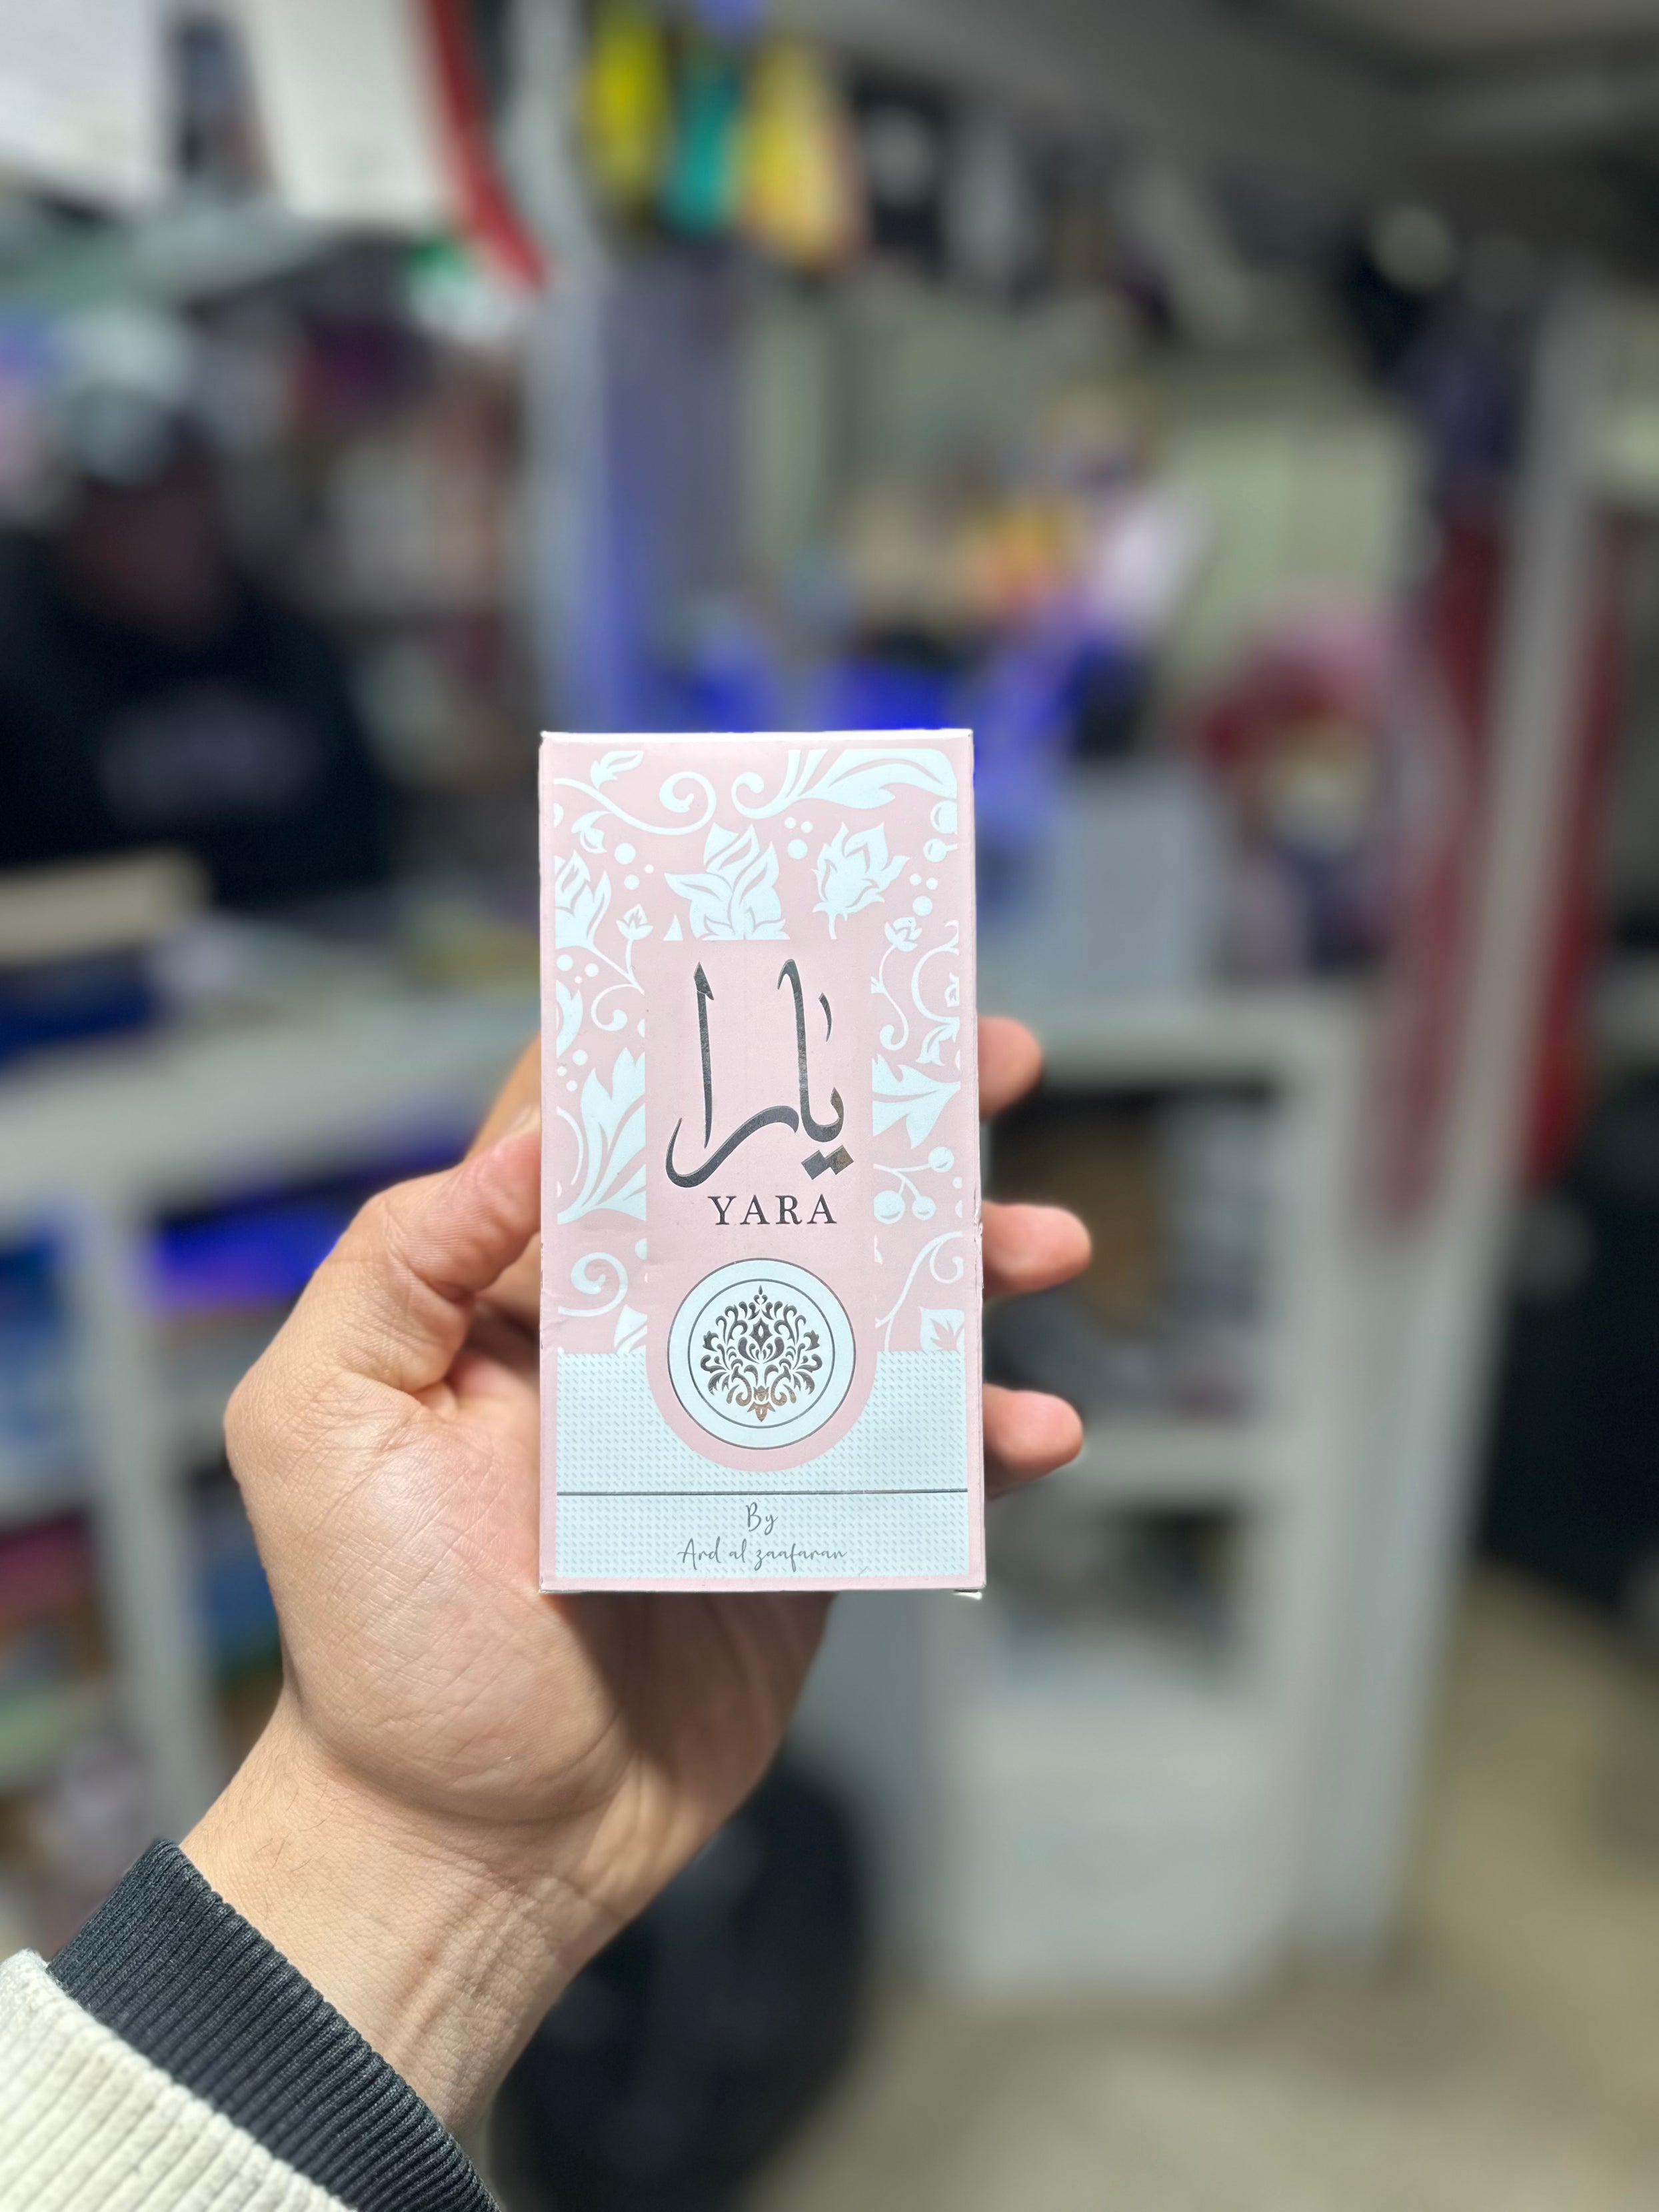 يارا
YARA
By
Ard al zaafaran